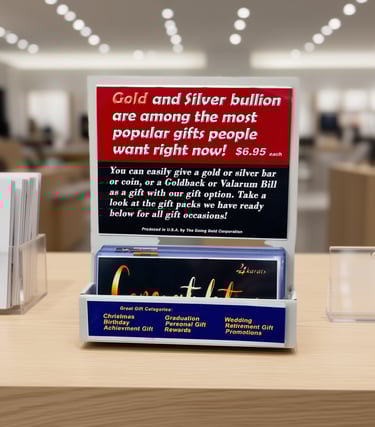 Gold and Silver bullion
are among the most
popular gifts people
want right now! $6.95 each
You can easily give a gold or silver bar
or coin, or a Goldback or Valarum Bill
as a gift with our gift option. Take a
look at the gift packs we have ready
below for all gift occasions!
Produced in U.S.A. by The Giving Gold Corporation
24karats
Congratulat
Great Gift Categories:
Christmas Graduation Wedding
Birthday Personal Gift Retirement Gift
Achievment Gift Rewards Promotions